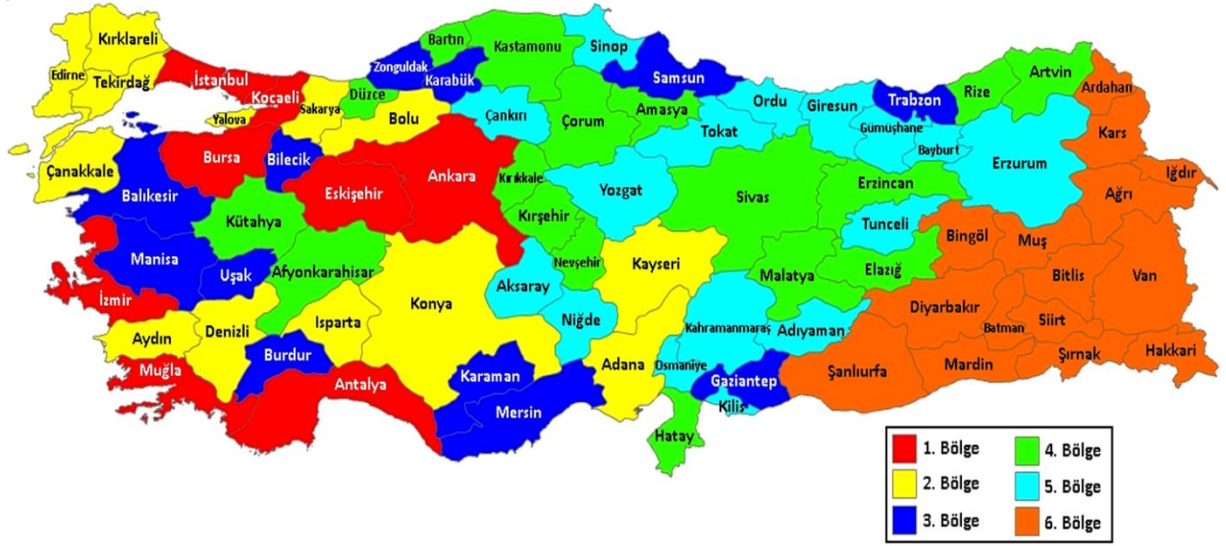 Kırklareli
Edirne
Tekirdağ
İstanbul
Kocaeli
Yalova
Sakarya
Düzce
Bolu
Zonguldak
Bartın
Karabük
Kastamonu
Sinop
Samsun
Çankırı
Çorum
Amasya
Tokat
Ordu
Giresun
Trabzon
Gümüşhane
Bayburt
Rize
Artvin
Ardahan
Kars
Iğdır
Ağrı
Erzurum
Erzincan
Tunceli
Çanakkale
Balıkesir
Bursa
Bilecik
Eskişehir
Ankara
Kırıkkale
Kırşehir
Yozgat
Sivas
Kütahya
Manisa
Uşak
Afyonkarahisar
İzmir
Aydın
Denizli
Isparta
Burdur
Muğla
Antalya
Konya
Aksaray
Nevşehir
Niğde
Kayseri
Karaman
Mersin
Adana
Osmaniye
Kahramanmaraş
Malatya
Adıyaman
Elazığ
Gaziantep
Kilis
Hatay
Bingöl
Muş
Bitlis
Van
Diyarbakır
Batman
Siirt
Şanlıurfa
Mardin
Şırnak
Hakkari
1. Bölge
4. Bölge
2. Bölge
5. Bölge
3. Bölge
6. Bölge